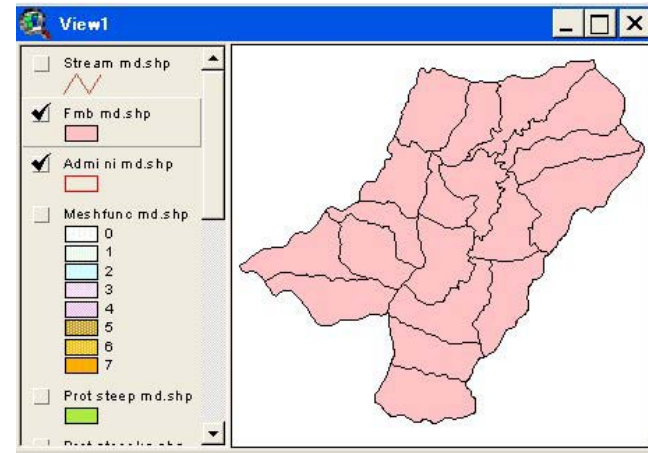 View1
Stream md.shp
Fmb md.shp
Admini md.shp
Meshfunc md.shp
0
1
2
3
4
5
6
7
Prot steep md.shp